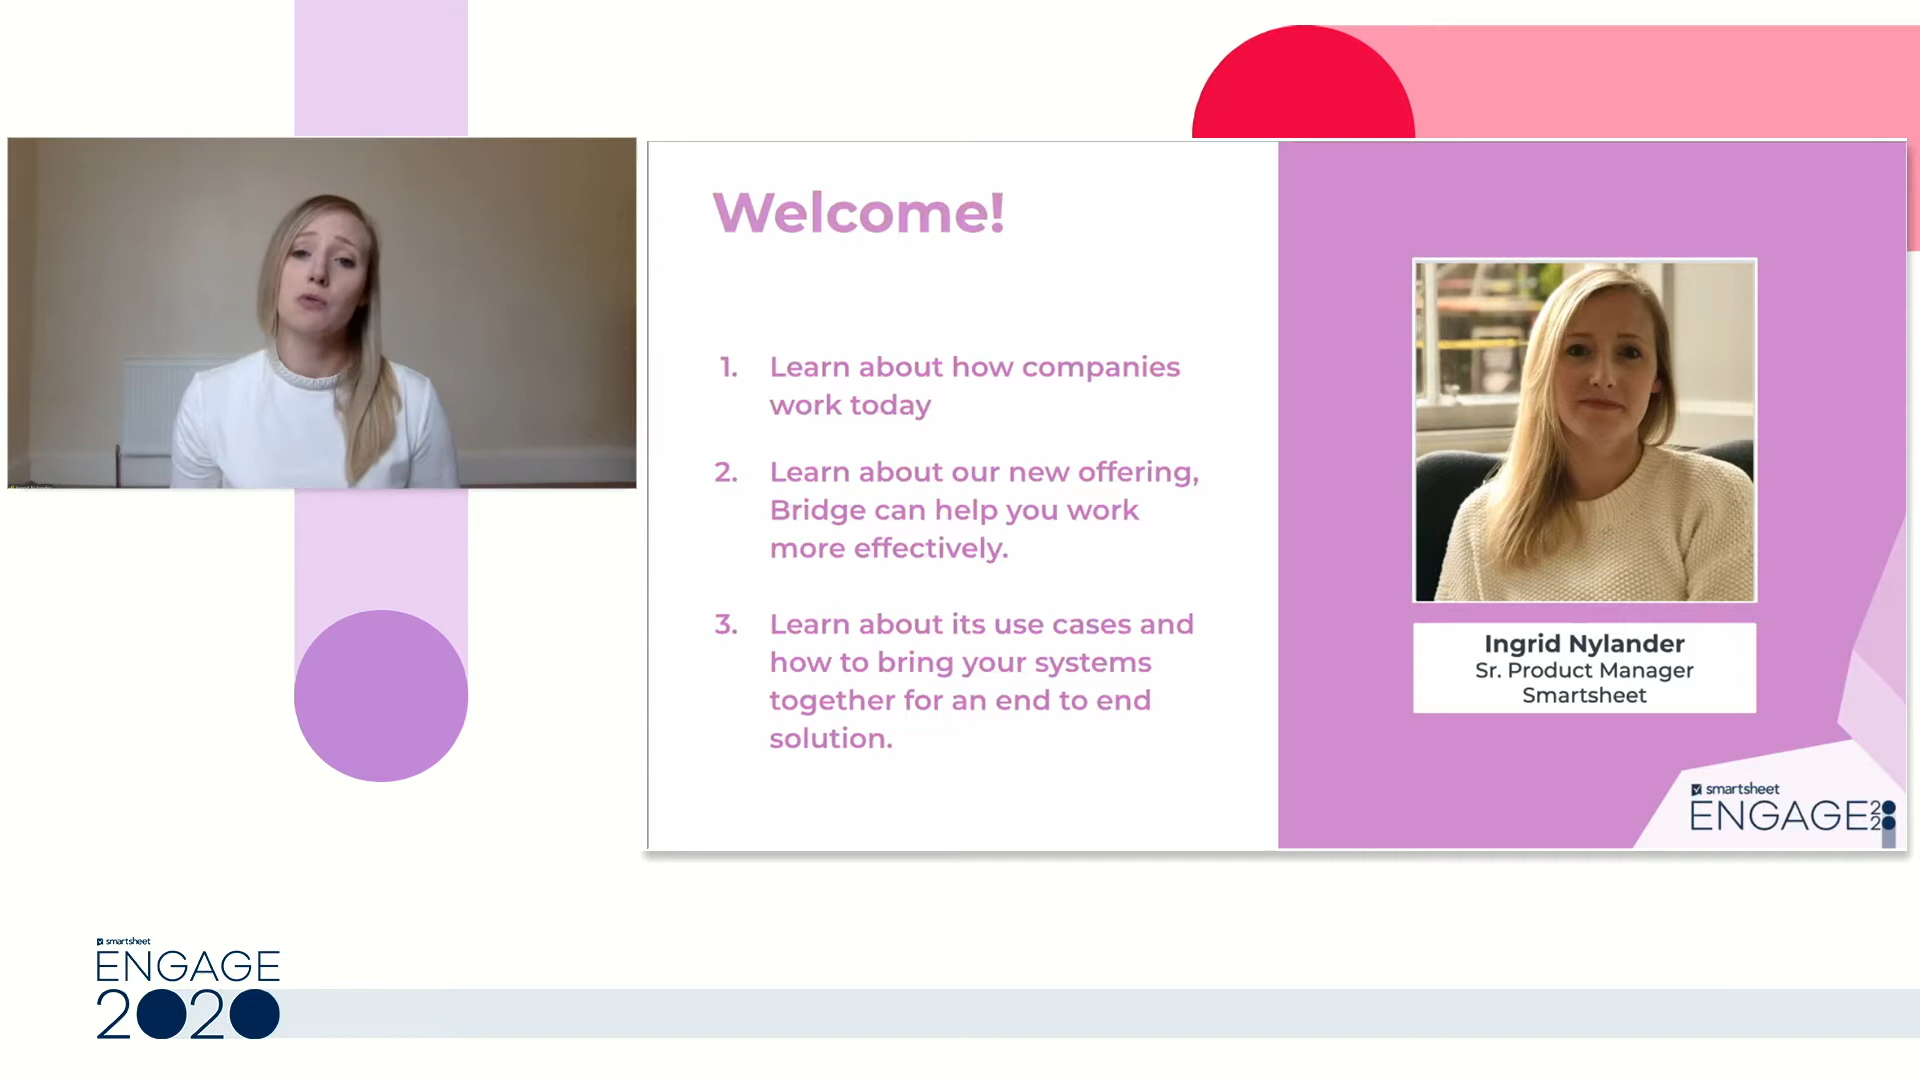 Welcome!
1. Learn about how companies
work today
2. Learn about our new offering,
Bridge can help you work
more effectively.
3. Learn about its use cases and
how to bring your systems
together for an end to end
solution.
Ingrid Nylander
Sr. Product Manager
Smartsheet
smartsheet
ENGAGE 2020
smartsheet
ENGAGE
2020